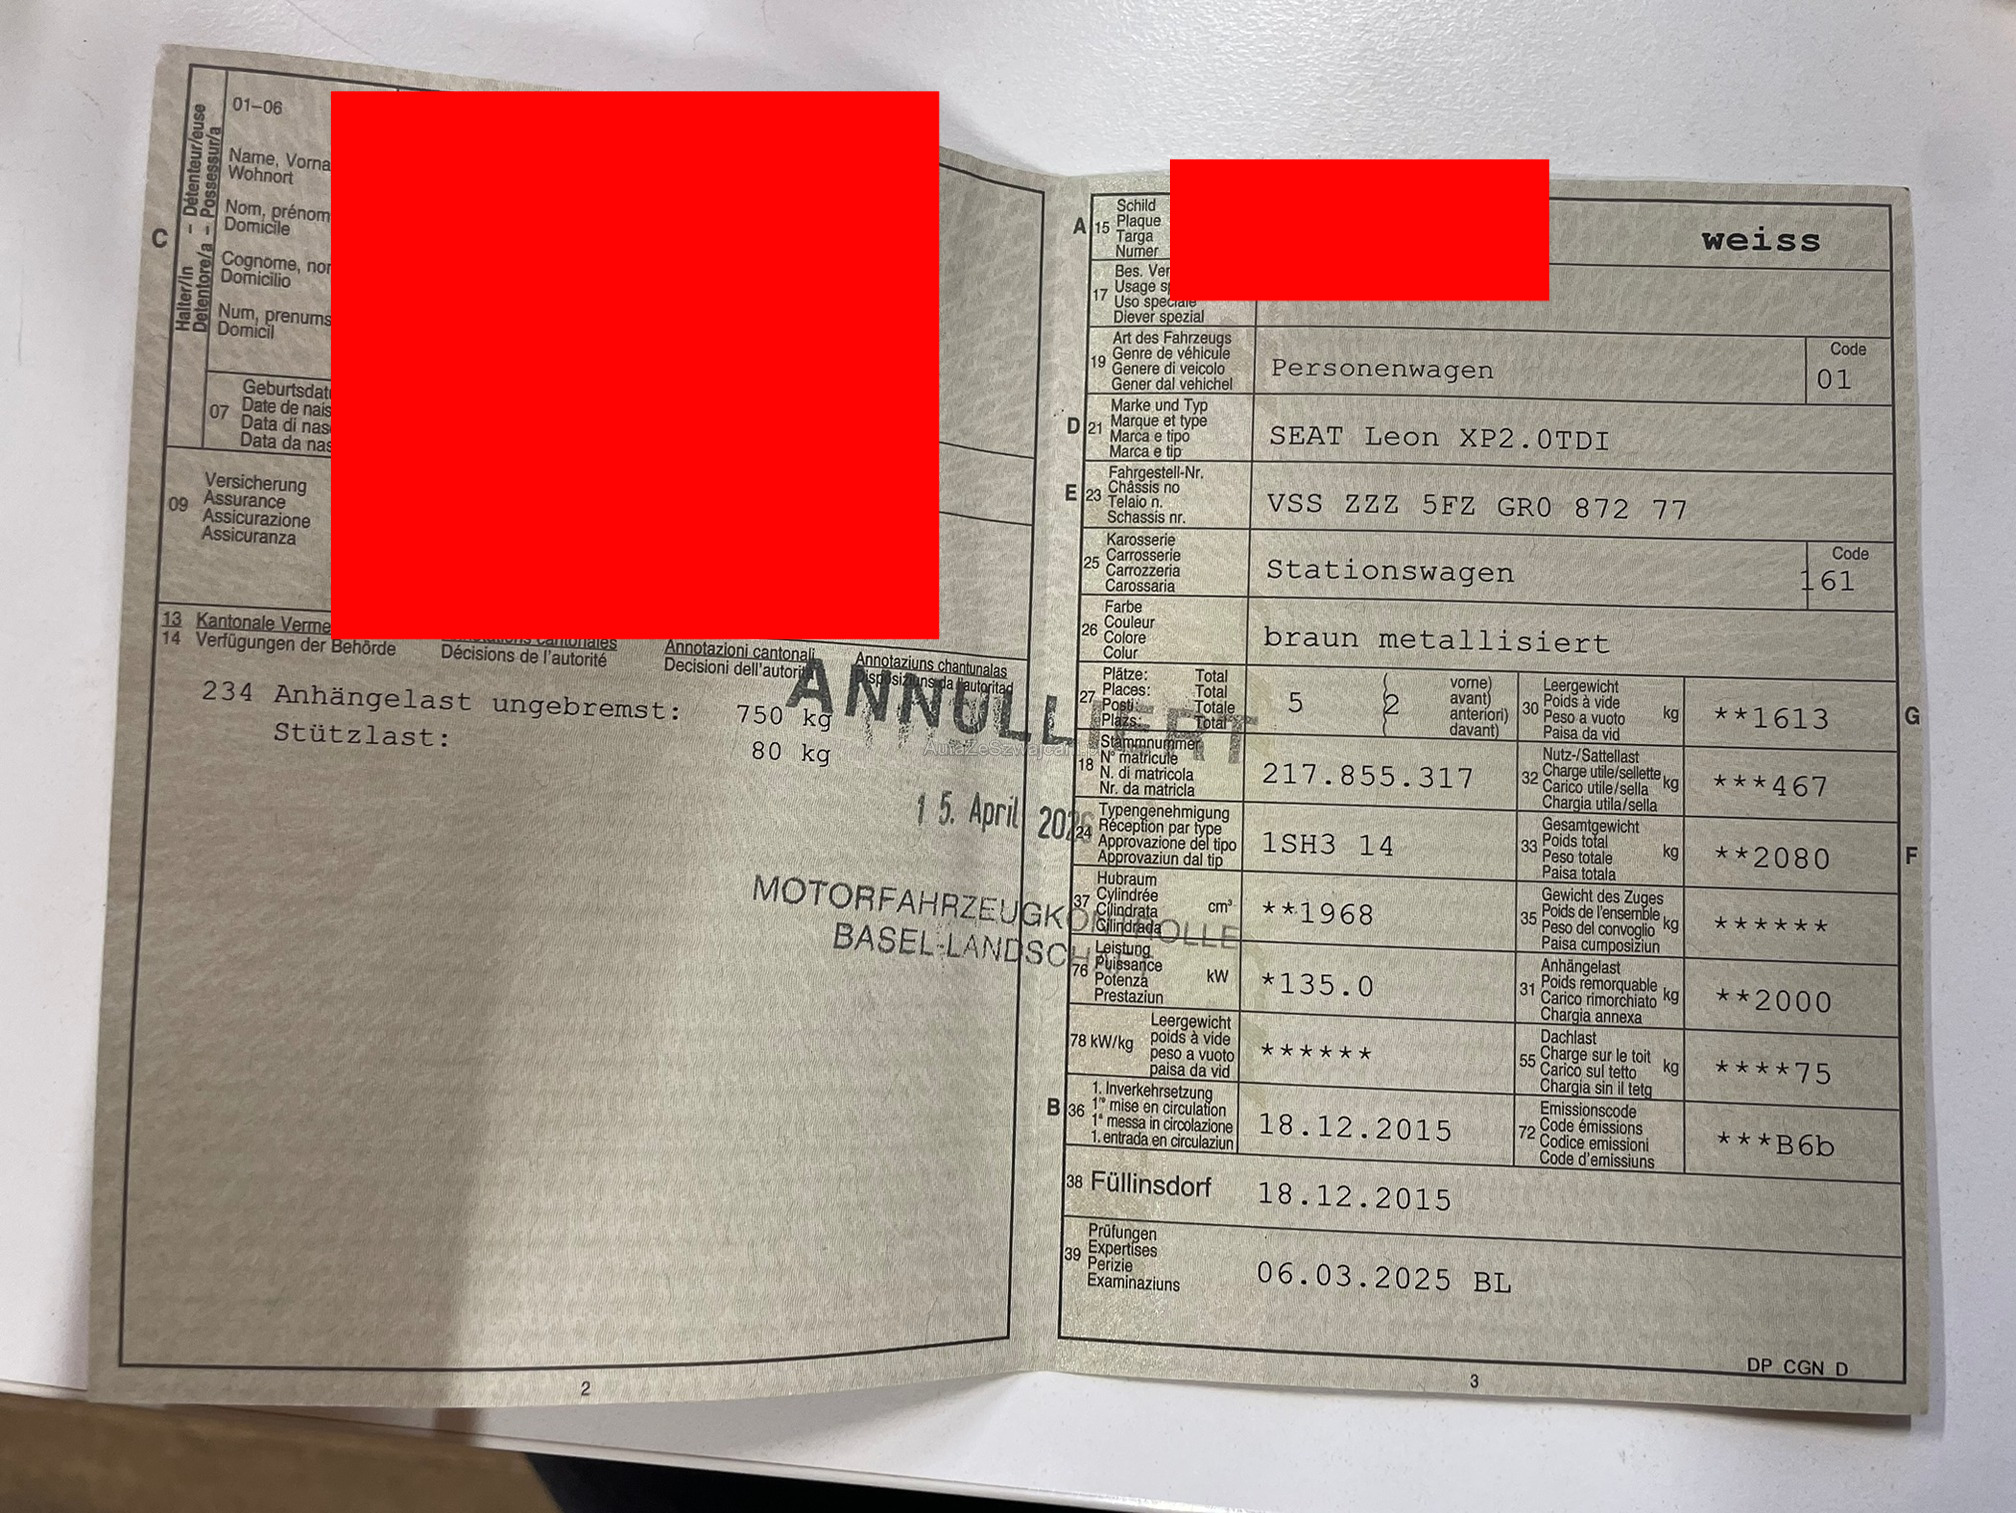 01–06
Halter/in – Détenteur/euse
Detentore/a – Possessur/a
C
Name, Vorna
Wohnort
Nom, prénom
Domicile
Cognome, nor
Domicilio
Num, prenums
Domicil
07
Geburtsdat
Date de nais
Data di nas
Data da nas
09
Versicherung
Assurance
Assicurazione
Assicuranza
13 Kantonale Verme
Annotations cantonales
Annotazioni cantonali
Annotaziuns chantunalas
14 Verfügungen der Behörde
Décisions de l'autorité
Decisioni dell'autorità
Disposiziuns da l'autoritad
234 Anhängelast ungebremst: 750 kg
Stützlast: 80 kg
ANNULLIERT
AutaZeSzwajcar
15. April
MOTORFAHRZEUGKONTROLLE
BASEL-LANDSCH
2
A 15
Schild
Plaque
Targa
Numer
weiss
17
Bes. Ver
Usage sp
Uso speciale
Diever spezial
19
Art des Fahrzeugs
Genre de véhicule
Genere di veicolo
Gener dal vehichel
Personenwagen
Code
01
D 21
Marke und Typ
Marque et type
Marca e tipo
Marca e tip
SEAT Leon XP2.0TDI
E 23
Fahrgestell-Nr.
Châssis no
Telaio n.
Schassis nr.
VSS ZZZ 5FZ GR0 872 77
25
Karosserie
Carrosserie
Carrozzeria
Carossaria
Stationswagen
Code
161
26
Farbe
Couleur
Colore
Colur
braun metallisiert
27
Plätze: Total
Places: Total
Posti: Totale
Plazs: Total
5 2
vorne)
avant)
anteriori)
davant)
30
Leergewicht
Poids à vide
Peso a vuoto
Paisa da vid
kg
**1613
G
18
Stammnummer
N° matricule
N. di matricola
Nr. da matricla
217.855.317
32
Nutz-/Sattellast
Charge utile/sellette
Carico utile/sella
Chargia utila/sella
kg
***467
24
Typengenehmigung
Réception par type
Approvazione del tipo
Approvaziun dal tip
1SH3 14
33
Gesamtgewicht
Poids total
Peso totale
Paisa totala
kg
**2080
F
37
Hubraum
Cylindrée
Cilindrata
Cilindrada
cm³
**1968
35
Gewicht des Zuges
Poids de l'ensemble
Peso del convoglio
Paisa cumposiziun
kg
******
76
Leistung
Puissance
Potenza
Prestaziun
kW
*135.0
31
Anhängelast
Poids remorquable
Carico rimorchiato
Chargia annexa
kg
**2000
78 kW/kg
Leergewicht
poids à vide
peso a vuoto
paisa da vid
******
55
Dachlast
Charge sur le toit
Carico sul tetto
Chargia sin il tetg
kg
****75
B 36
1. Inverkehrsetzung
1re mise en circulation
1a messa in circolazione
1. entrada en circulaziun
18.12.2015
72
Emissionscode
Code émissions
Codice emissioni
Code d'emissiuns
***B6b
38 Füllinsdorf 18.12.2015
39
Prüfungen
Expertises
Perizie
Examinaziuns
06.03.2025 BL
DP CGN D
3